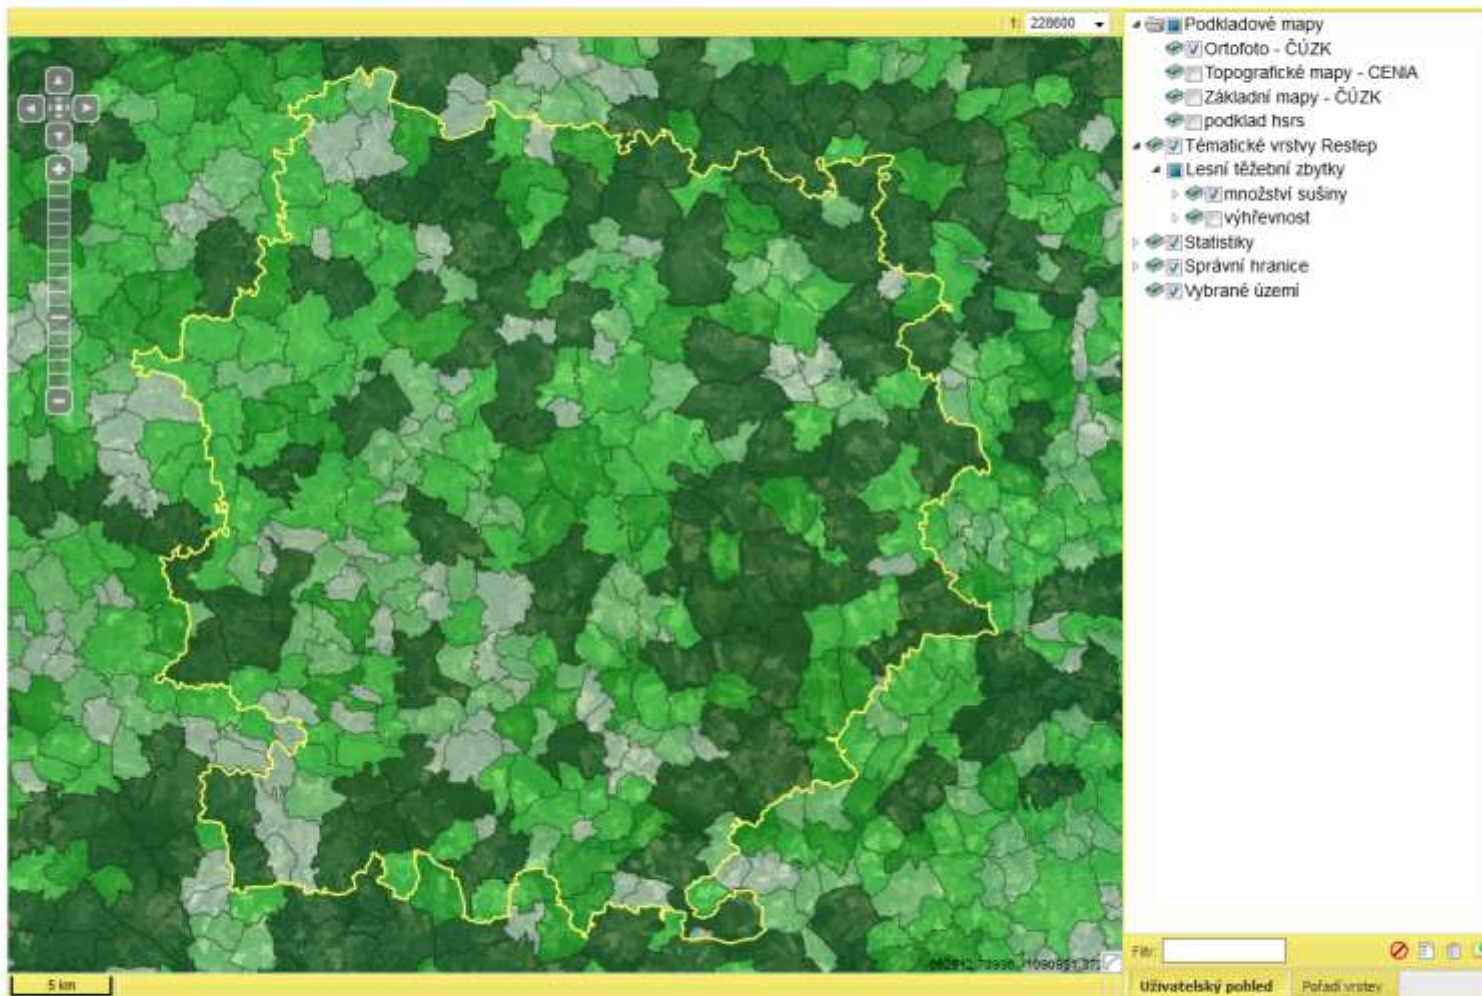 1: 228600
Podkladové mapy
Ortofoto - ČÚZK
Topografické mapy - CENIA
Základní mapy - ČÚZK
podklad hsrs
Tématické vrstvy Restep
Lesní těžební zbytky
množství sušiny
výhřevnost
Statistiky
Správní hranice
Vybrané území
Filtr:
5 km
Uživatelský pohled
Pořadí vrstev